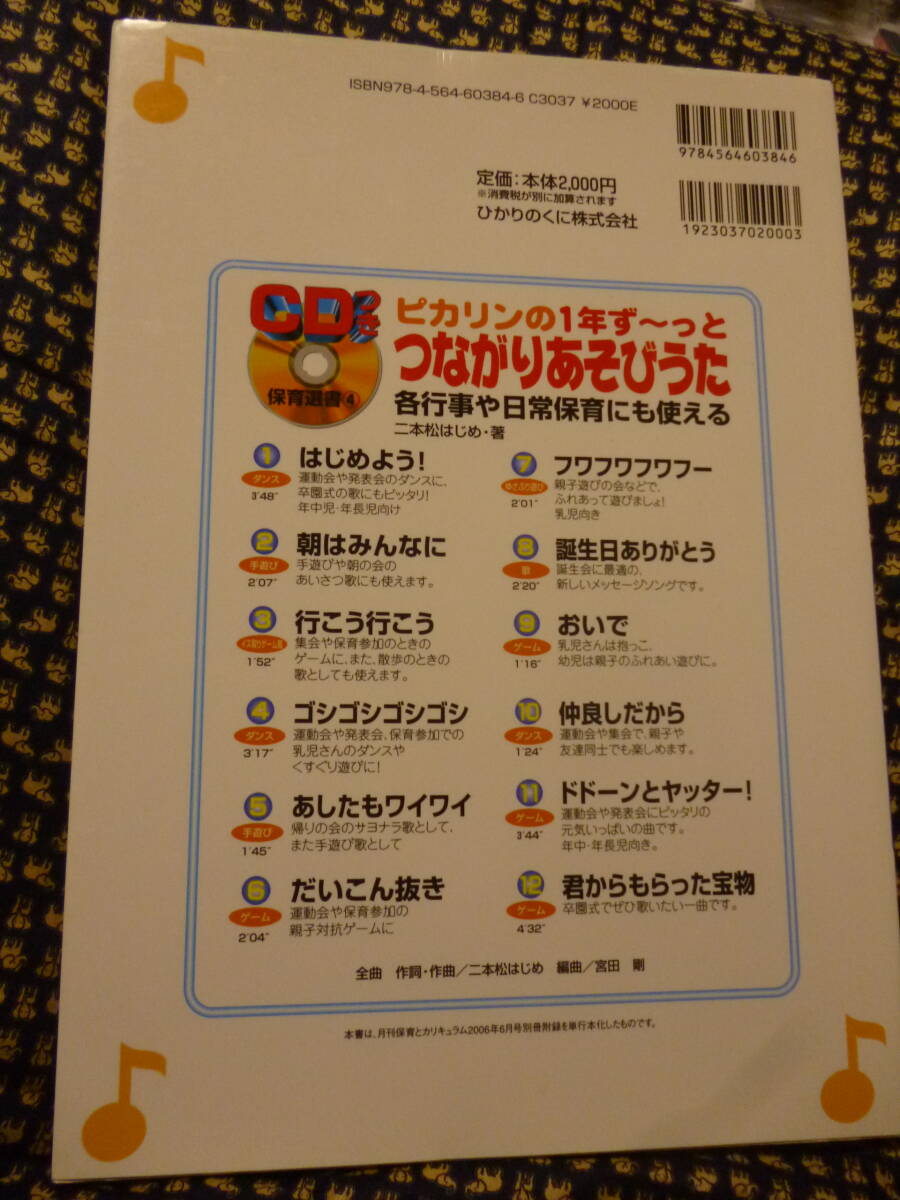 ISBN978-4-564-60384-6 C3037 ¥2000E
9784564603846
定価:本体2,000円
※消費税が別に加算されます
ひかりのくに株式会社
1923037020003
CDつき
保育選書④
ピカリンの1年ず〜っと
つながりあそびうた
各行事や日常保育にも使える
二本松はじめ・著
1 はじめよう!
ダンス
3'48"
運動会や発表会のダンスに、
卒園式の歌にもピッタリ!
年中児・年長児向け
2 朝はみんなに
手遊び
2'07"
手遊びや朝の会の
あいさつ歌にも使えます。
3 行こう行こう
イス取りゲーム風
1'52"
集会や保育参加のときの
ゲームに、また、散歩のときの
歌としても使えます。
4 ゴシゴシゴシゴシ
ダンス
3'17"
運動会や発表会、保育参加での
乳児さんのダンスや
くすぐり遊びに!
5 あしたもワイワイ
手遊び
1'45"
帰りの会のサヨナラ歌として、
また手遊び歌として
6 だいこん抜き
ゲーム
2'04"
運動会や保育参加の
親子対抗ゲームに
7 フワフワフワフー
ゆさぶり遊び
2'01"
親子遊びの会などで、
ふれあって遊びましょ!
乳児向き
8 誕生日ありがとう
歌
2'20"
誕生会に最適の、
新しいメッセージソングです。
9 おいで
ゲーム
1'16"
乳児さんは抱っこ、
幼児は親子のふれあい遊びに。
10 仲良しだから
ダンス
1'24"
運動会や集会で、親子や
友達同士でも楽しめます。
11 ドドーンとヤッター!
ゲーム
3'44"
運動会や発表会にピッタリの
元気いっぱいの曲です。
年中・年長児向き。
12 君からもらった宝物
ゲーム
4'32"
卒園式でぜひ歌いたい一曲です。
全曲 作詞・作曲/二本松はじめ 編曲/宮田 剛
本書は、月刊保育とカリキュラム2006年6月号別冊附録を単行本化したものです。